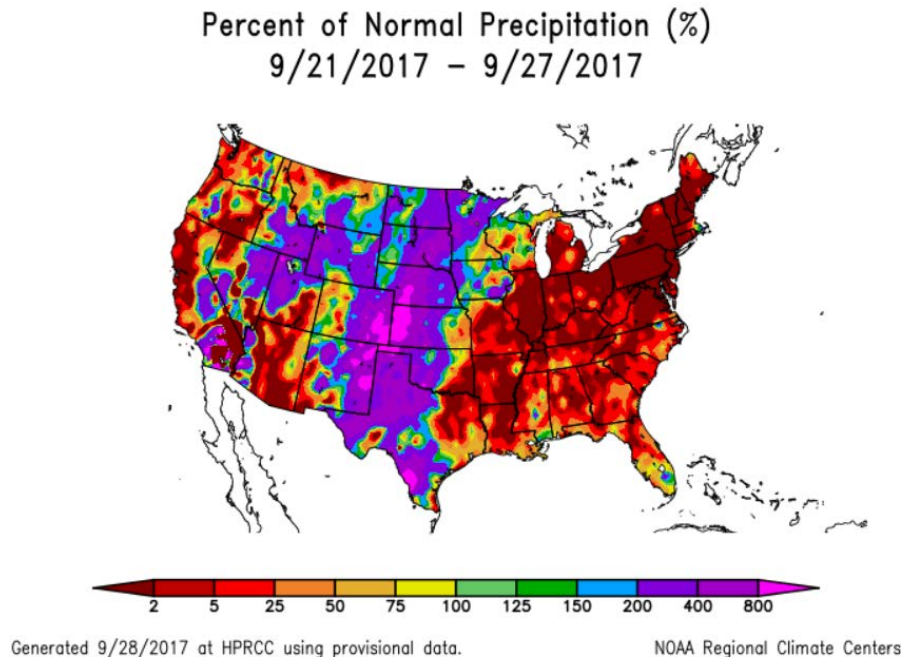 Percent of Normal Precipitation (%)
9/21/2017 – 9/27/2017
2 5 25 50 75 100 125 150 200 400 800
Generated 9/28/2017 at HPRCC using provisional data. NOAA Regional Climate Centers